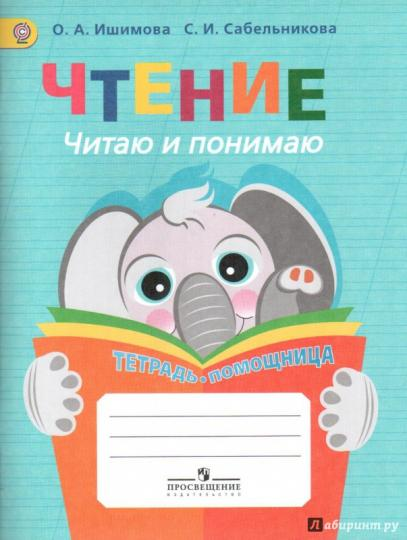 О. А. Ишимова С. И. Сабельникова
ЧТЕНИЕ
Читаю и понимаю
ТЕТРАДЬ•ПОМОЩНИЦА
ПРОСВЕЩЕНИЕ
ИЗДАТЕЛЬСТВО
Лабиринт.ру